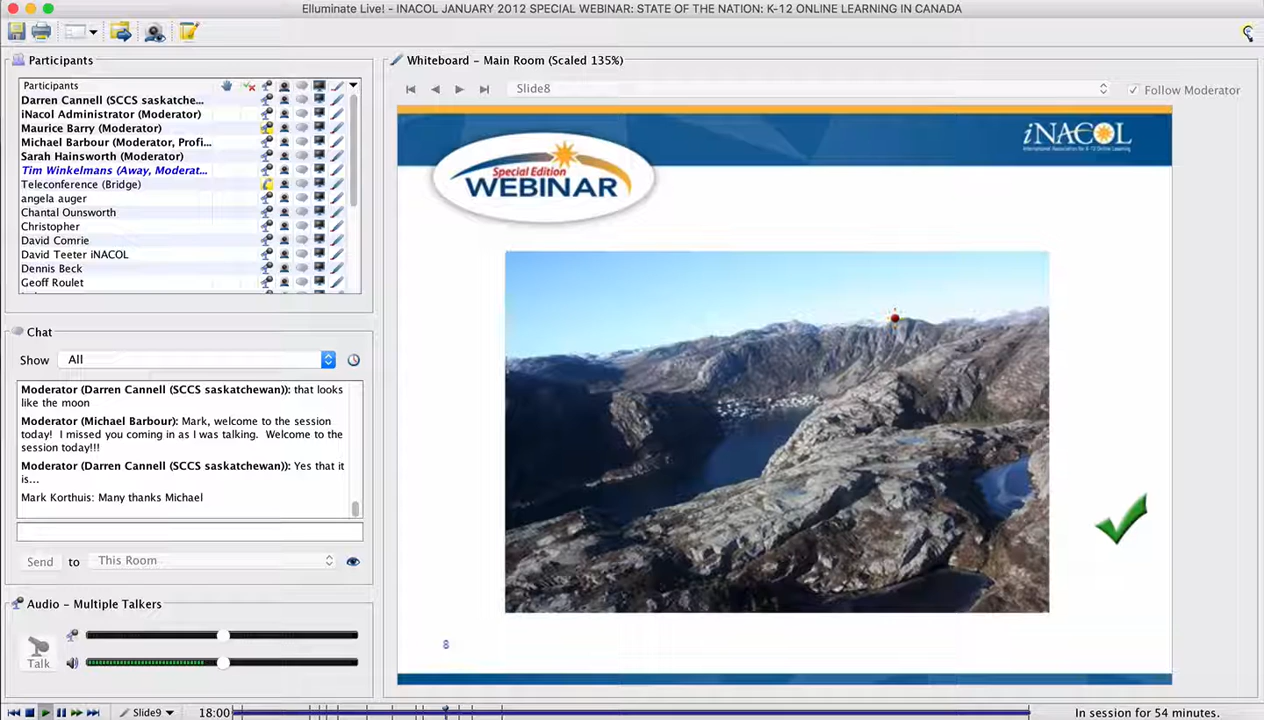 Elluminate Live! - INACOL JANUARY 2012 SPECIAL WEBINAR: STATE OF THE NATION: K-12 ONLINE LEARNING IN CANADA
Participants
Participants
Darren Cannell (SCCS saskatche...
iNacol Administrator (Moderator)
Maurice Barry (Moderator)
Michael Barbour (Moderator, Profi...
Sarah Hainsworth (Moderator)
Tim Winkelmans (Away, Moderat...
Teleconference (Bridge)
angela auger
Chantal Ounsworth
Christopher
David Comrie
David Teeter iNACOL
Dennis Beck
Geoff Roulet
Chat
Show All
Moderator (Darren Cannell (SCCS saskatchewan)): that looks
like the moon
Moderator (Michael Barbour): Mark, welcome to the session
today! I missed you coming in as I was talking. Welcome to the
session today!!!
Moderator (Darren Cannell (SCCS saskatchewan)): Yes that it
is...
Mark Korthuis: Many thanks Michael
Send to This Room
Audio - Multiple Talkers
Talk
Whiteboard - Main Room (Scaled 135%)
Slide8
Follow Moderator
iNACOL
International Association for K-12 Online Learning
Special Edition
WEBINAR
8
Slide9
18:00
In session for 54 minutes.